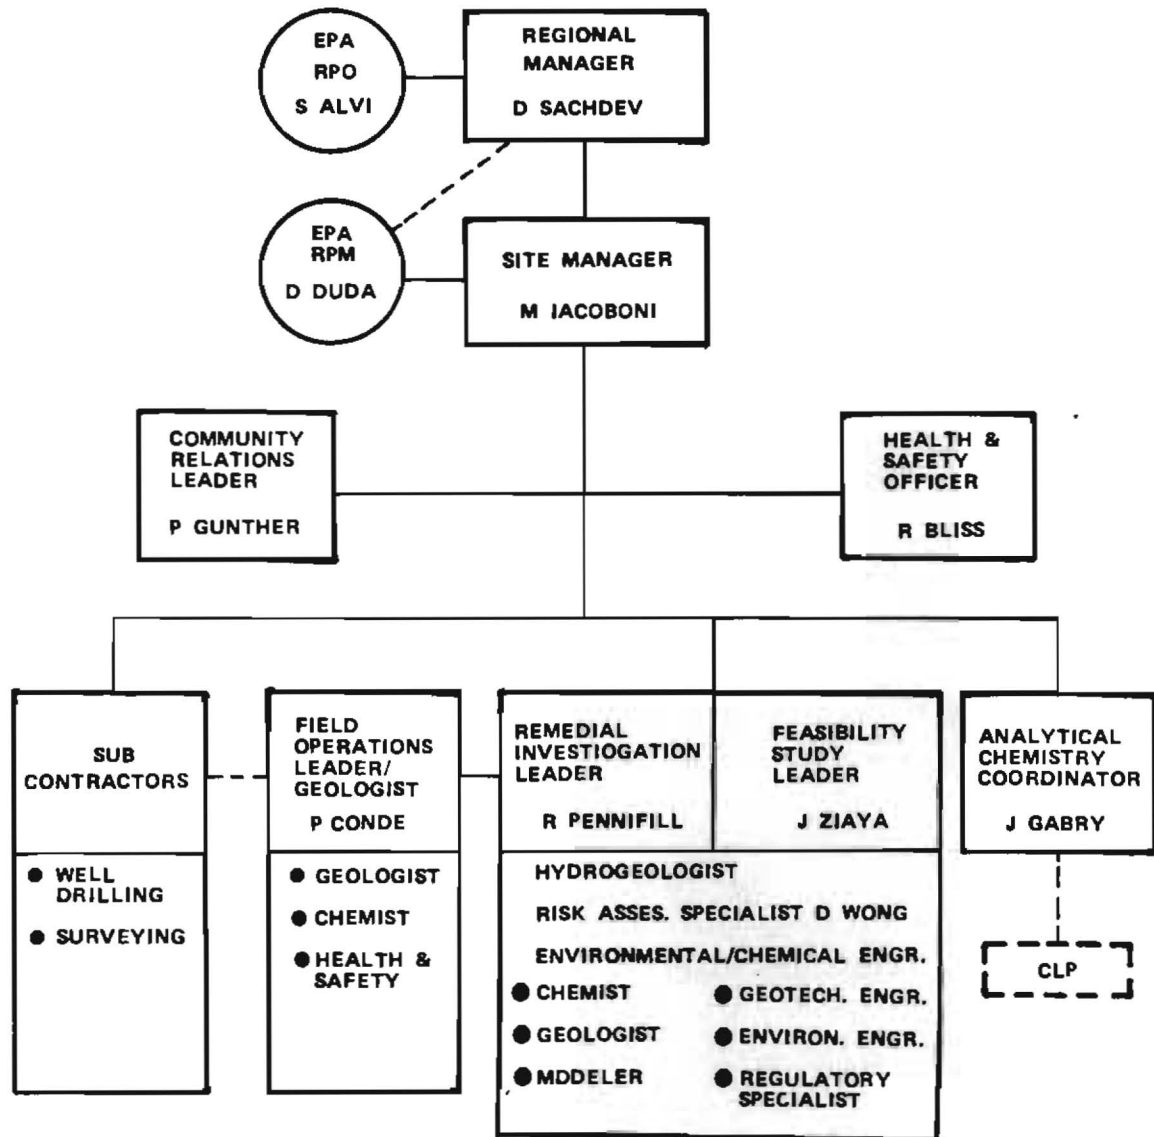 EPA
RPO
S ALVI
REGIONAL
MANAGER
D SACHDEV
EPA
RPM
D DUDA
SITE MANAGER
M IACOBONI
COMMUNITY
RELATIONS
LEADER
P GUNTHER
HEALTH &
SAFETY
OFFICER
R BLISS
SUB
CONTRACTORS
● WELL
DRILLING
● SURVEYING
FIELD
OPERATIONS
LEADER/
GEOLOGIST
P CONDE
● GEOLOGIST
● CHEMIST
● HEALTH &
SAFETY
REMEDIAL
INVESTIOGATION
LEADER
R PENNIFILL
FEASIBILITY
STUDY
LEADER
J ZIAYA
HYDROGEOLOGIST
RISK ASSES. SPECIALIST D WONG
ENVIRONMENTAL/CHEMICAL ENGR.
● CHEMIST
● GEOLOGIST
● MDDELER
● GEOTECH. ENGR.
● ENVIRON. ENGR.
● REGULATORY
SPECIALIST
ANALYTICAL
CHEMISTRY
COORDINATOR
J GABRY
CLP